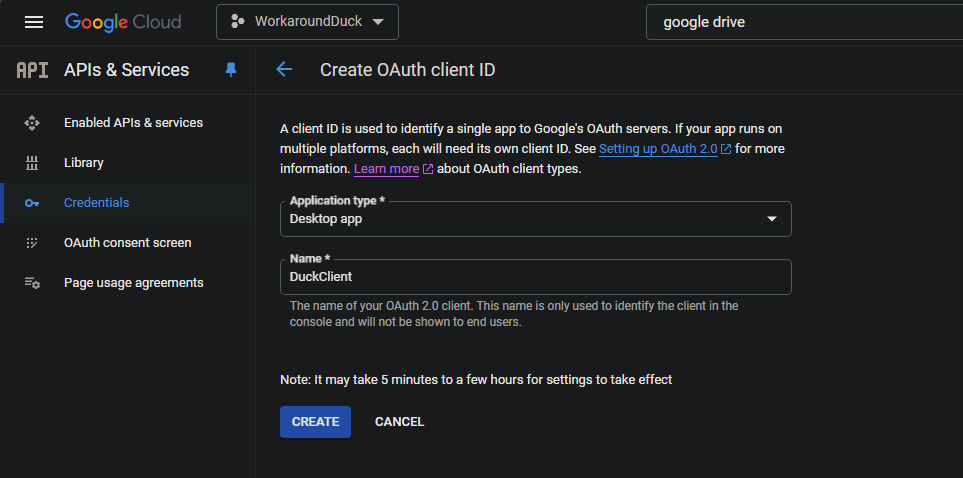 Google Cloud
WorkaroundDuck
google drive
API APIs & Services
Create OAuth client ID
Enabled APIs & services
Library
Credentials
OAuth consent screen
Page usage agreements
A client ID is used to identify a single app to Google's OAuth servers. If your app runs on
multiple platforms, each will need its own client ID. See Setting up OAuth 2.0 for more
information. Learn more about OAuth client types.
Application type *
Desktop app
Name *
DuckClient
The name of your OAuth 2.0 client. This name is only used to identify the client in the
console and will not be shown to end users.
Note: It may take 5 minutes to a few hours for settings to take effect
CREATE
CANCEL